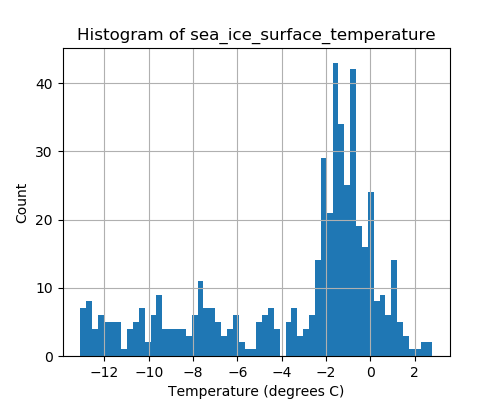 Histogram of sea_ice_surface_temperature
40
30
20
10
0
Count
−12 −10 −8 −6 −4 −2 0 2
Temperature (degrees C)